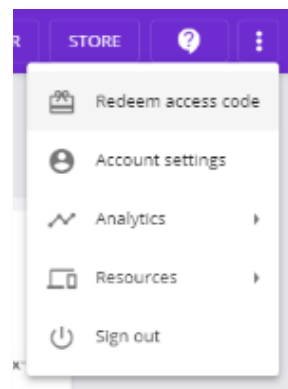 R STORE
Redeem access code
Account settings
Analytics
Resources
Sign out
x